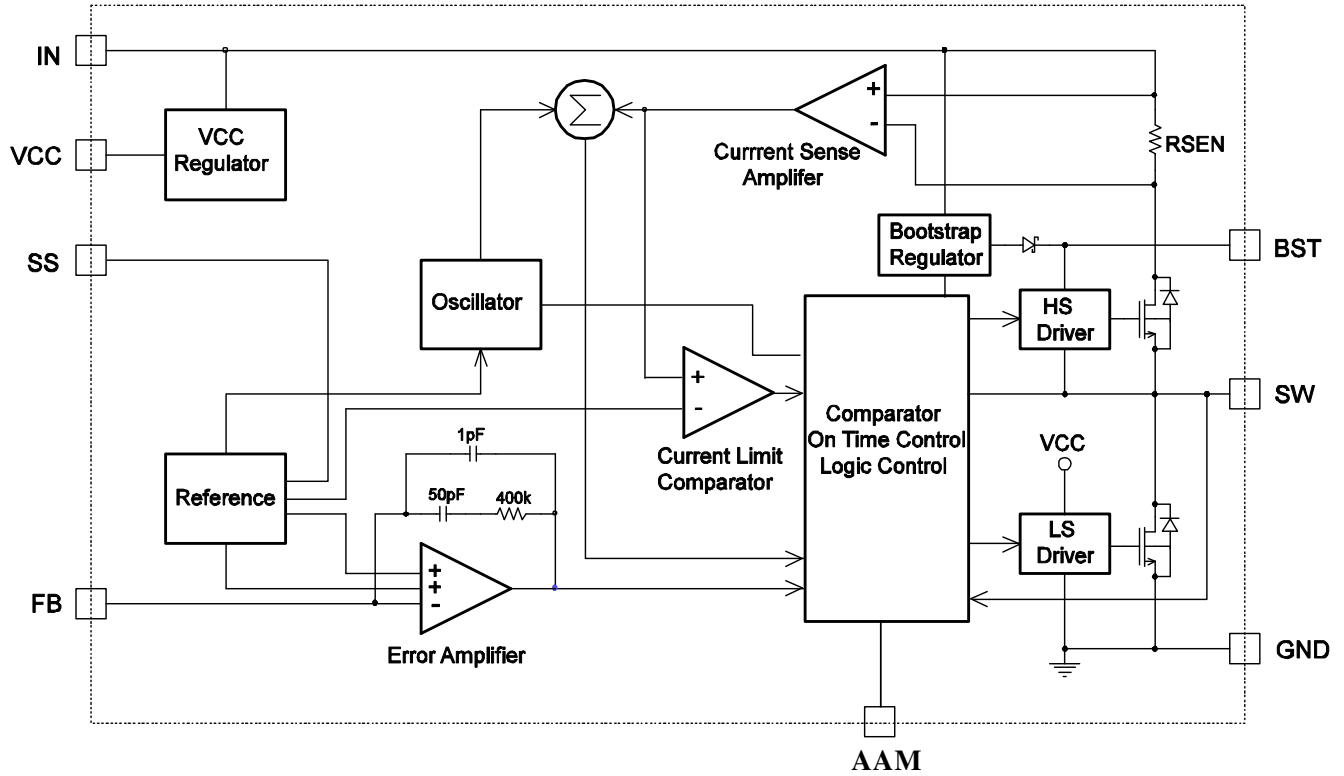 IN
VCC
Regulator
VCC
Σ
+
-
Currrent Sense
Amplifer
RSEN
SS
Bootstrap
Regulator
BST
Oscillator
HS
Driver
+
-
Current Limit
Comparator
SW
Comparator
On Time Control
Logic Control
VCC
1pF
Reference
50pF
400k
LS
Driver
+
+
-
FB
Error Amplifier
GND
AAM